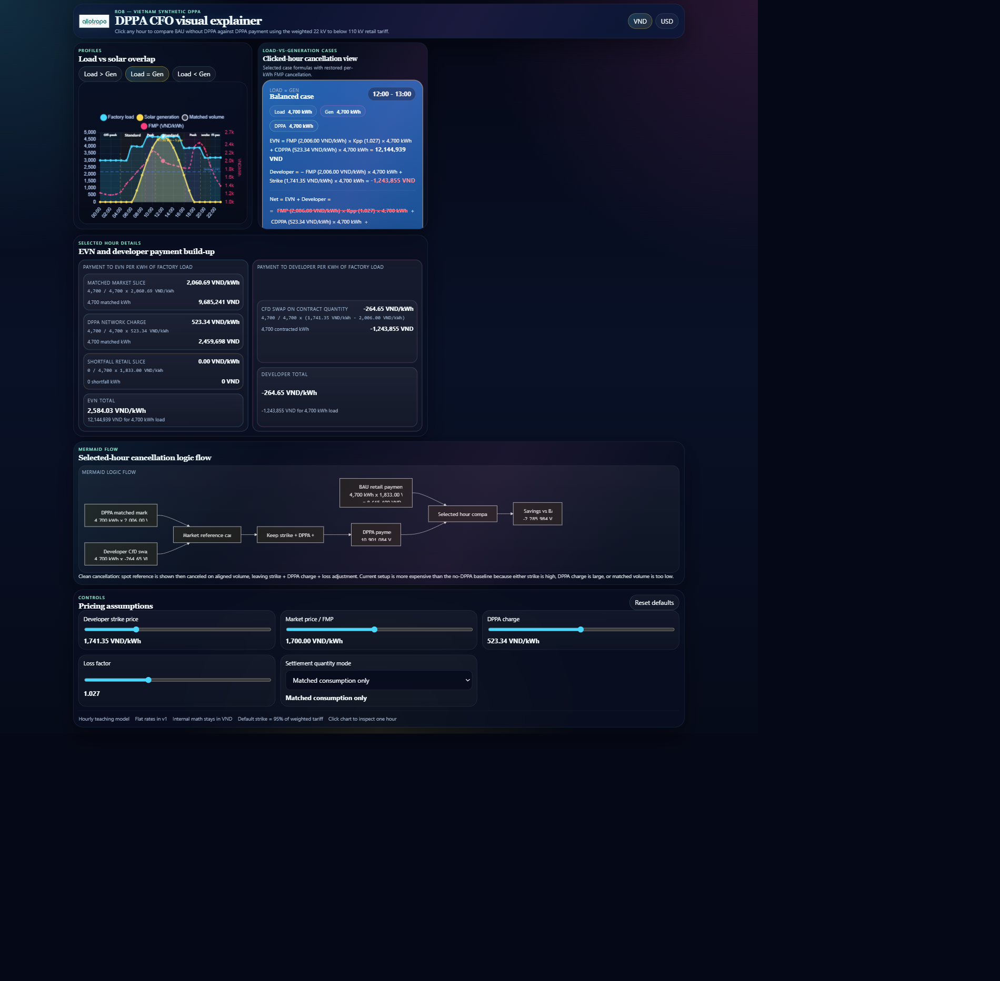 allotrope
ROB — VIETNAM SYNTHETIC DPPA
DPPA CFO visual explainer
Click any hour to compare BAU without DPPA against DPPA payment using the weighted 22 kV to below 110 kV retail tariff.
VND
USD
PROFILES
Load vs solar overlap
Load > Gen
Load = Gen
Load < Gen
Factory load
Solar generation
Matched volume
FMP (VND/kWh)
5,000
4,500
4,000
3,500
3,000
2,500
2,000
1,500
1,000
500
0
Off-peak
Standard
Peak
Standard
Peak
2.7k
2.4k
2.2k
2.0k
1.8k
1.6k
1.4k
1.2k
1.0k
VND/kWh
00:00
02:00
04:00
06:00
08:00
10:00
12:00
14:00
16:00
18:00
20:00
22:00
LOAD-VS-GENERATION CASES
Clicked-hour cancellation view
Selected case formulas with restored per-
kWh FMP cancellation.
LOAD = GEN
Balanced case
12:00 - 13:00
Load 4,700 kWh
Gen 4,700 kWh
DPPA 4,700 kWh
EVN = FMP (2,006.00 VND/kWh) × Kpp (1.027) × 4,700 kWh
+ CDPPA (523.34 VND/kWh) × 4,700 kWh = 12,144,939
VND
Developer = − FMP (2,006.00 VND/kWh) × 4,700 kWh +
Strike (1,741.35 VND/kWh) × 4,700 kWh = -1,243,855 VND
Net = EVN + Developer =
= FMP (2,006.00 VND/kWh) × Kpp (1.027) × 4,700 kWh +
CDPPA (523.34 VND/kWh) × 4,700 kWh +
SELECTED HOUR DETAILS
EVN and developer payment build-up
PAYMENT TO EVN PER KWH OF FACTORY LOAD
MATCHED MARKET SLICE
2,060.69 VND/kWh
4,700 / 4,700 x 2,060.69 VND/kWh
4,700 matched kWh
9,685,241 VND
DPPA NETWORK CHARGE
523.34 VND/kWh
4,700 / 4,700 x 523.34 VND/kWh
4,700 matched kWh
2,459,698 VND
SHORTFALL RETAIL SLICE
0.00 VND/kWh
0 / 4,700 x 1,833.00 VND/kWh
0 shortfall kWh
0 VND
EVN TOTAL
2,584.03 VND/kWh
12,144,939 VND for 4,700 kWh load
PAYMENT TO DEVELOPER PER KWH OF FACTORY LOAD
CFD SWAP ON CONTRACT QUANTITY
-264.65 VND/kWh
4,700 / 4,700 x (1,741.35 VND/kWh - 2,006.00 VND/kWh)
4,700 contracted kWh
-1,243,855 VND
DEVELOPER TOTAL
-264.65 VND/kWh
-1,243,855 VND for 4,700 kWh load
MERMAID FLOW
Selected-hour cancellation logic flow
MERMAID LOGIC FLOW
BAU retail paymen
4,700 kWh x 1,833.00
= 8,615,100 VND
DPPA matched mark
4,700 kWh x 2,006.00
Developer CfD swa
4,700 kWh x -264.65 V
Market reference ca
Keep strike + DPPA +
DPPA payme
10,901,084 V
Selected hour compa
Savings vs B
-2,285,984 V
Clean cancellation: spot reference is shown then canceled on aligned volume, leaving strike + DPPA charge + loss adjustment. Current setup is more expensive than the no-DPPA baseline because either strike is high, DPPA charge is large, or matched volume is too low.
CONTROLS
Pricing assumptions
Reset defaults
Developer strike price
1,741.35 VND/kWh
Market price / FMP
1,700.00 VND/kWh
DPPA charge
523.34 VND/kWh
Loss factor
1.027
Settlement quantity mode
Matched consumption only
Matched consumption only
Hourly teaching model
Flat rates in v1
Internal math stays in VND
Default strike = 95% of weighted tariff
Click chart to inspect one hour